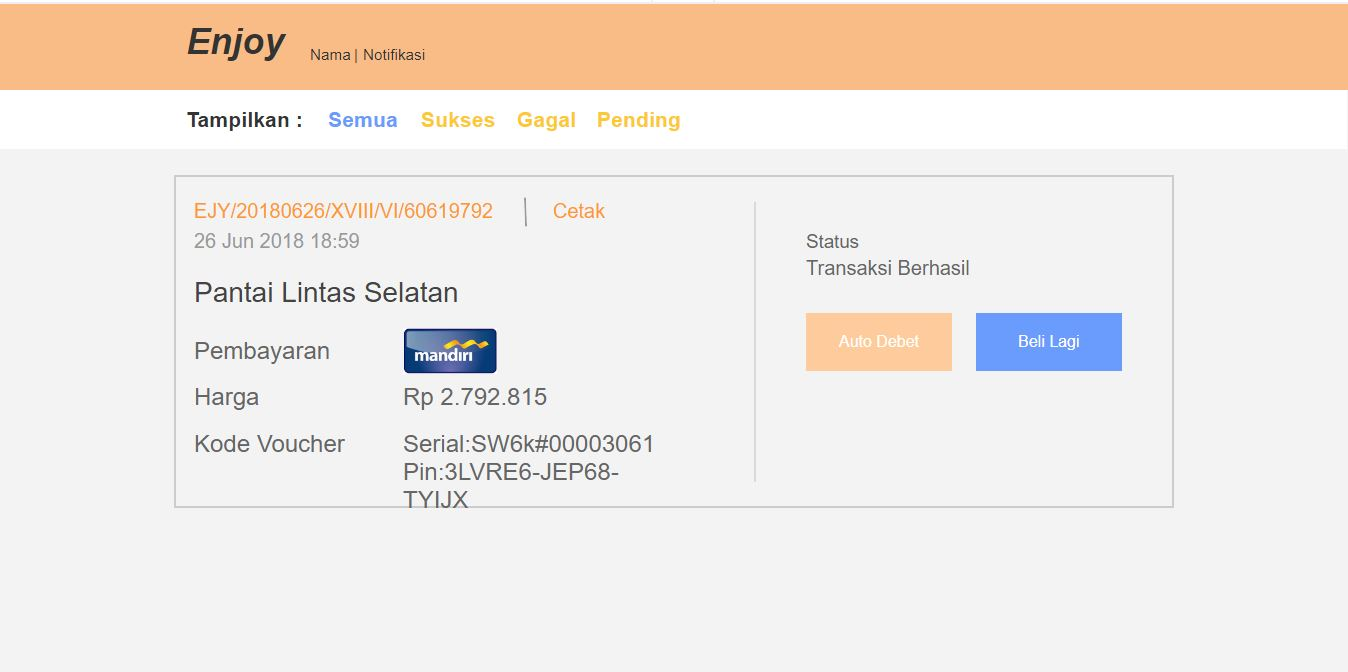 Enjoy Nama | Notifikasi
Tampilkan : Semua Sukses Gagal Pending
EJY/20180626/XVIII/VI/60619792 | Cetak
26 Jun 2018 18:59
Pantai Lintas Selatan
Pembayaran mandiri
Harga Rp 2.792.815
Kode Voucher Serial:SW6k#00003061
Pin:3LVRE6-JEP68-
TYIJX
Status
Transaksi Berhasil
Auto Debet Beli Lagi